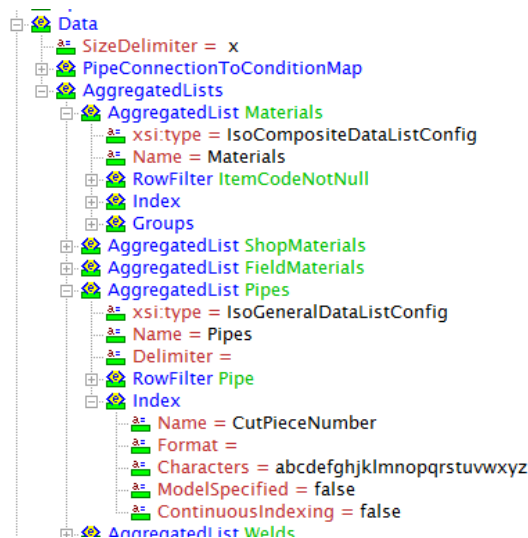 Data
SizeDelimiter = x
PipeConnectionToConditionMap
AggregatedLists
AggregatedList Materials
xsi:type = IsoCompositeDataListConfig
Name = Materials
RowFilter ItemCodeNotNull
Index
Groups
AggregatedList ShopMaterials
AggregatedList FieldMaterials
AggregatedList Pipes
xsi:type = IsoGeneralDataListConfig
Name = Pipes
Delimiter =
RowFilter Pipe
Index
Name = CutPieceNumber
Format =
Characters = abcdefghjklmnopqrstuvwxyz
ModelSpecified = false
ContinuousIndexing = false
AggregatedList Welds